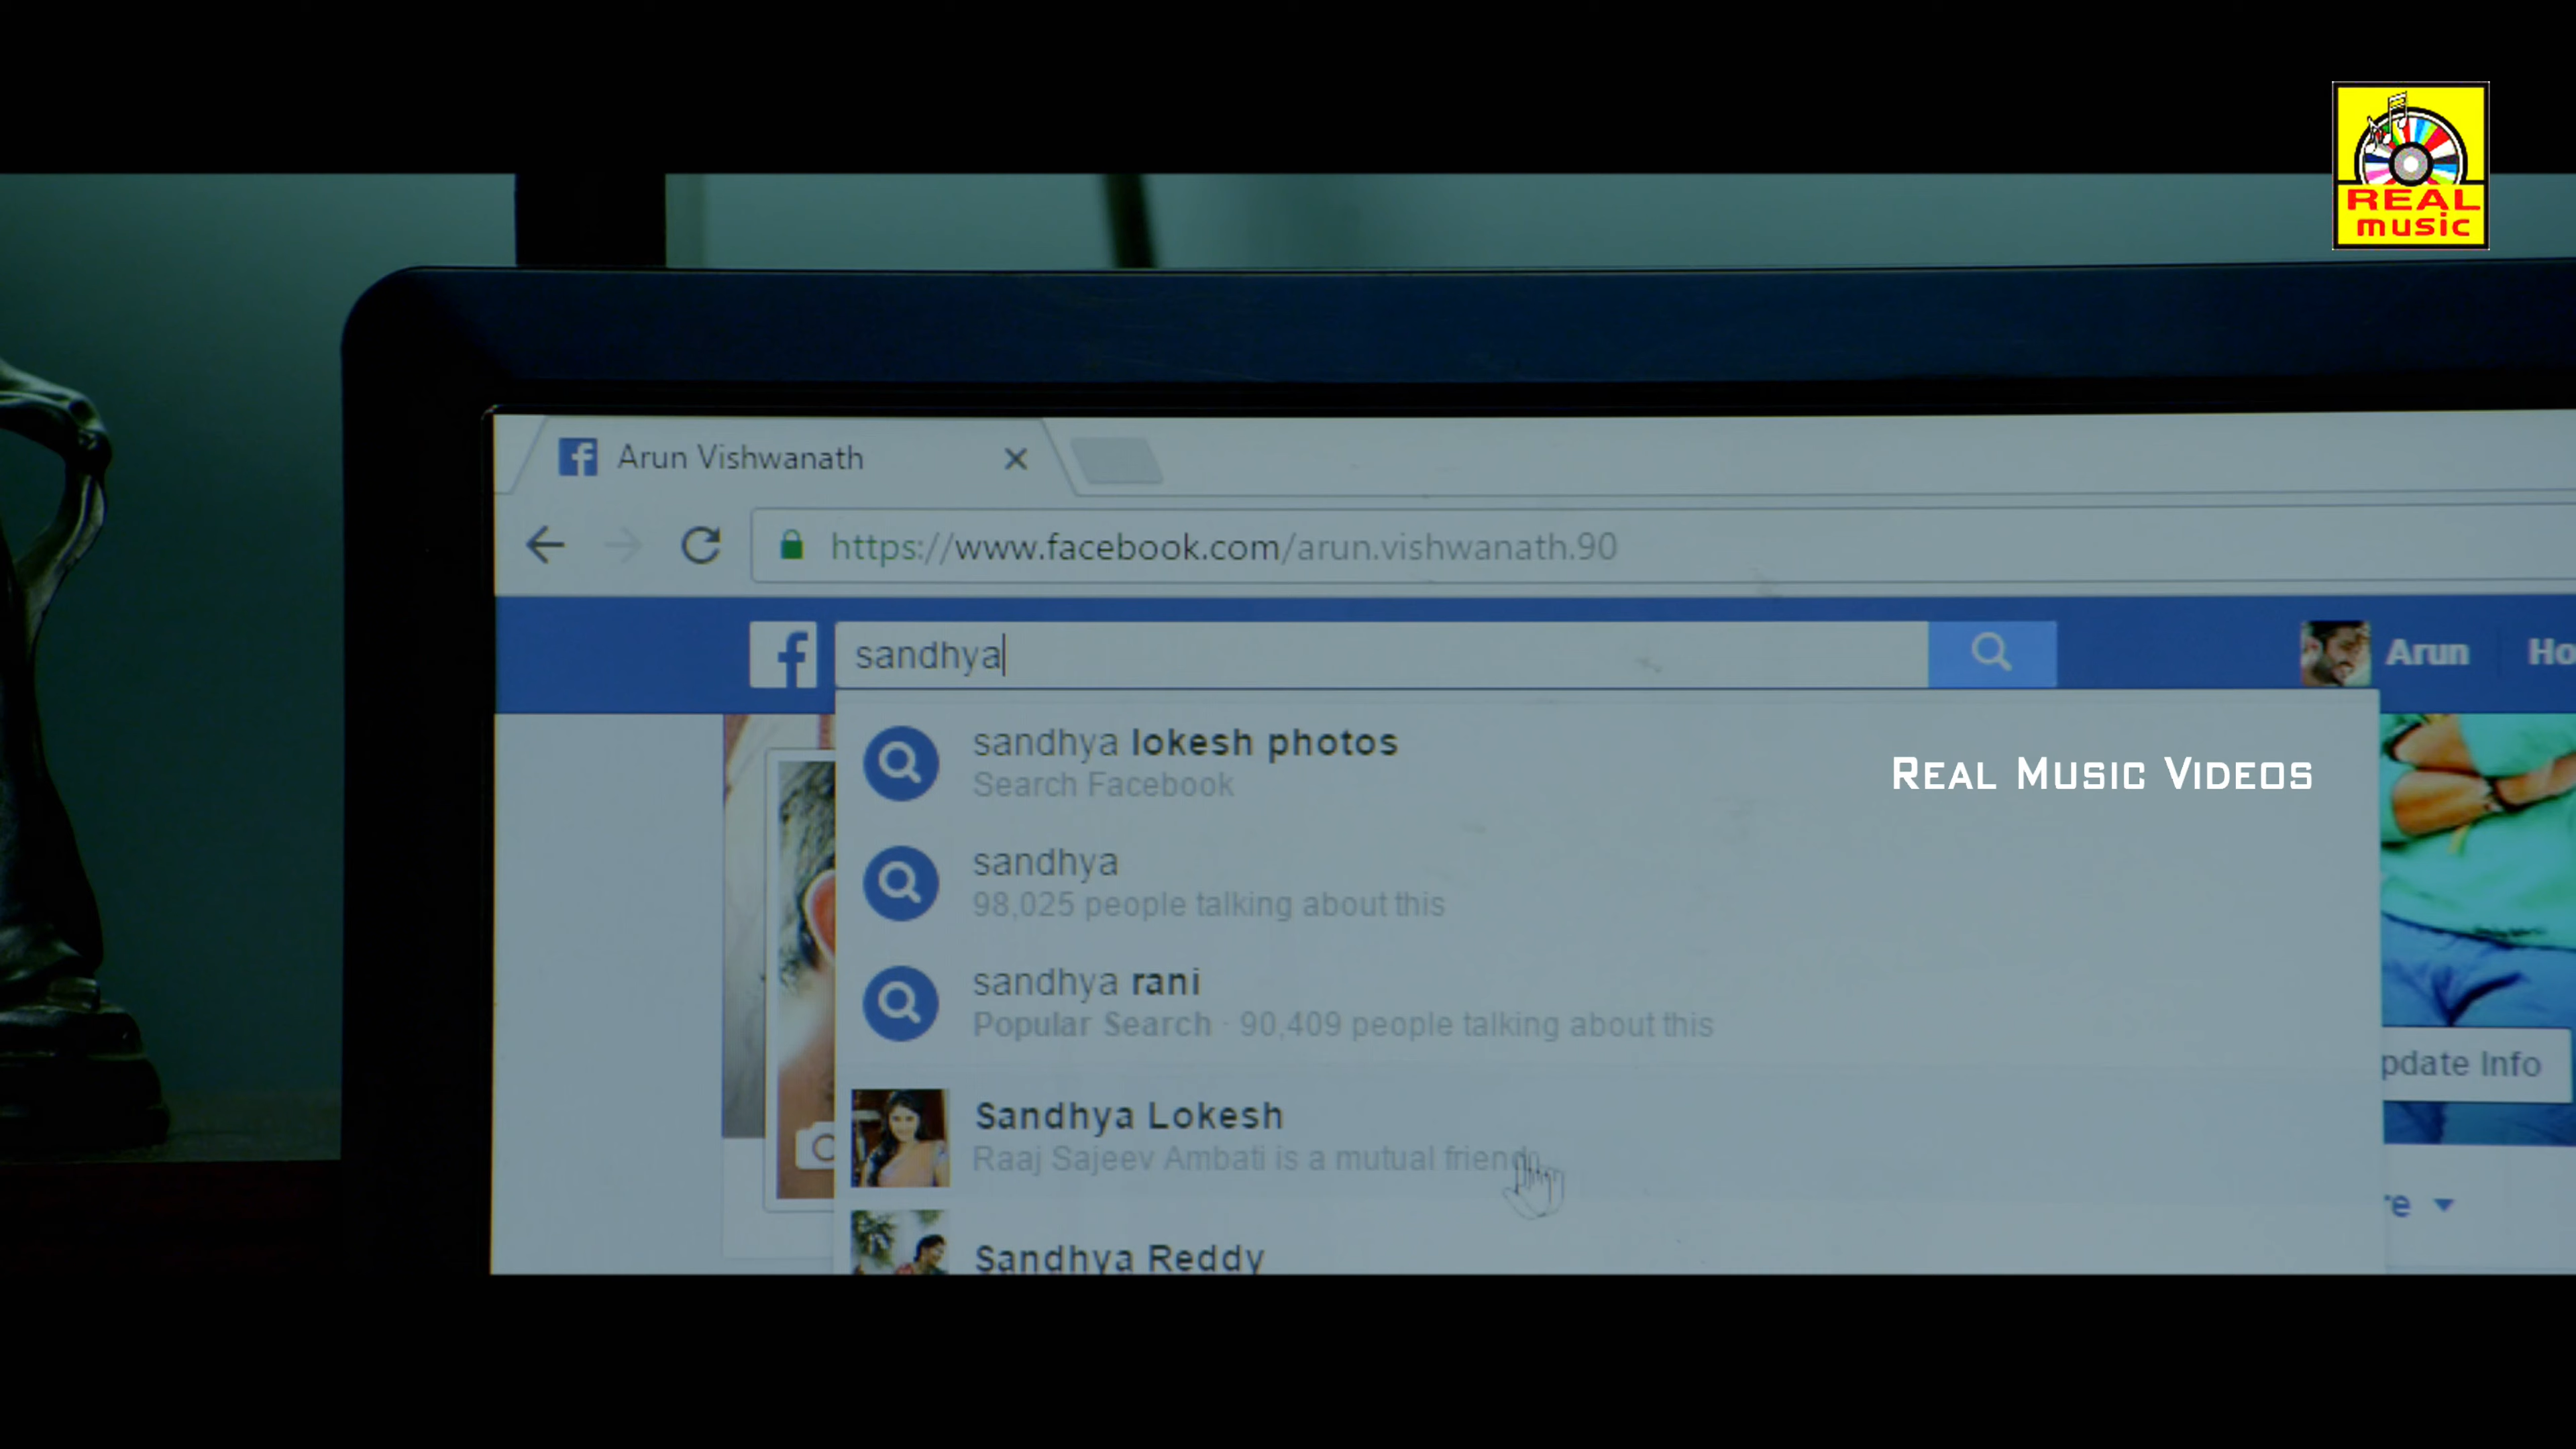 REAL
music
Arun Vishwanath
https://www.facebook.com/arun.vishwanath.90
sandhya
Arun
sandhya lokesh photos
Search Facebook
REAL MUSIC VIDEOS
sandhya
98,025 people talking about this
sandhya rani
Popular Search · 90,409 people talking about this
pdate Info
Sandhya Lokesh
Raaj Sajeev Ambati is a mutual friend
Sandhya Reddy